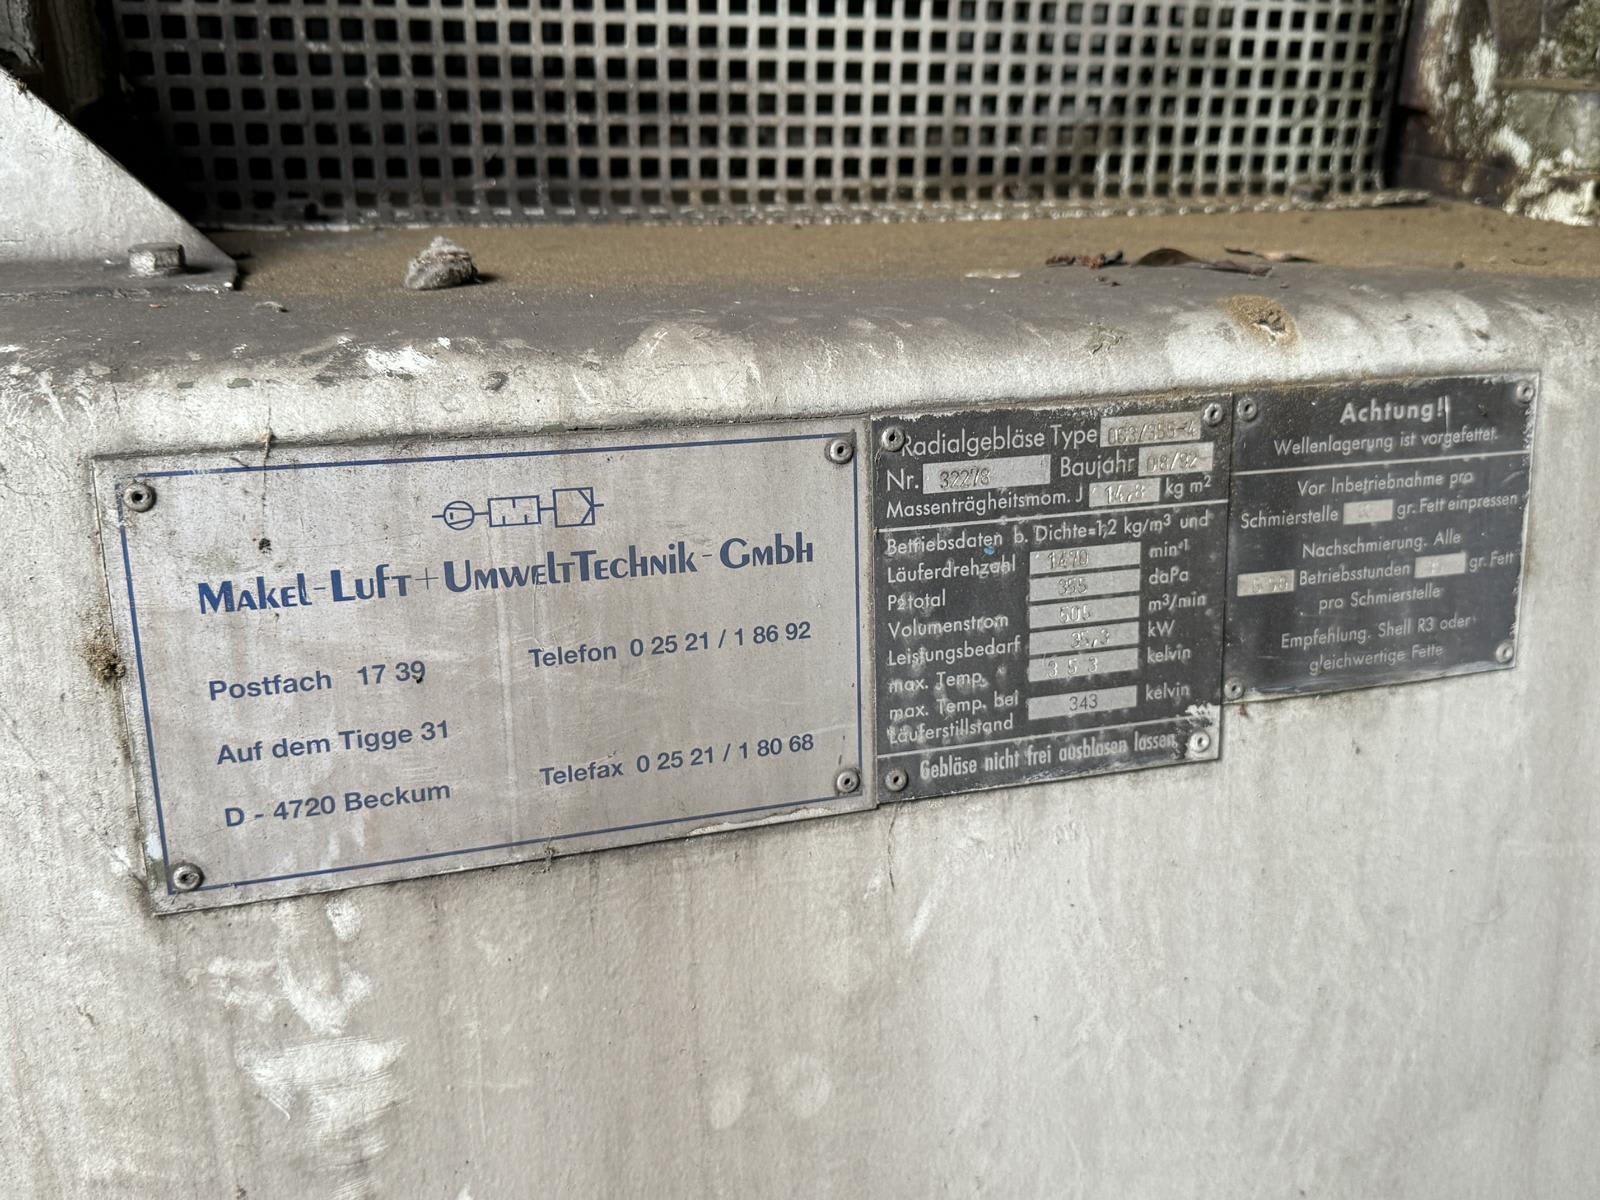 Makel-Luft+UmweltTechnik-GmbH
Postfach 17 39
Telefon 0 25 21 / 1 86 92
Auf dem Tigge 31
D - 4720 Beckum
Telefax 0 25 21 / 1 80 68
Radialgebläse Type
Nr. 32278 Baujahr 08/92
Massenträgheitsmom. J 14,8 kg m²
Betriebsdaten b. Dichte=1,2 kg/m³ und
Läuferdrehzahl 1470 min⁻¹
P2total 355 daPa
Volumenstrom 505 m³/min
Leistungsbedarf 35,3 kW
max. Temp. 353 kelvin
max. Temp. bei 343 kelvin
Läuferstillstand
Gebläse nicht frei ausblasen lassen
Achtung!
Wellenlagerung ist vorgefettet.
Vor Inbetriebnahme pro
Schmierstelle gr. Fett einpressen
Nachschmierung. Alle
Betriebsstunden gr. Fett
pro Schmierstelle
Empfehlung. Shell R3 oder
gleichwertige Fette